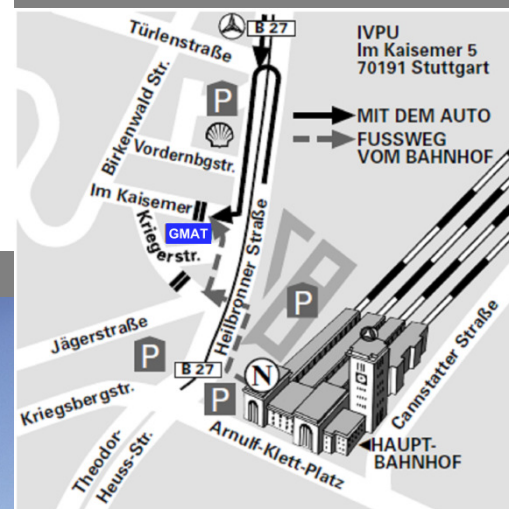 Türlenstraße
B 27
IVPU
Im Kaisemer 5
70191 Stuttgart
P
MIT DEM AUTO
FUSSWEG
VOM BAHNHOF
Birkenwald Str.
Vordernbgstr.
Im Kaisemer
GMAT
Kriegerstr.
Heilbronner Straße
P
Jägerstraße
P
B 27
N
Cannstatter Straße
Kriegsbergstr.
P
Arnulf-Klett-Platz
HAUPT-
BAHNHOF
Theodor-
Heuss-Str.